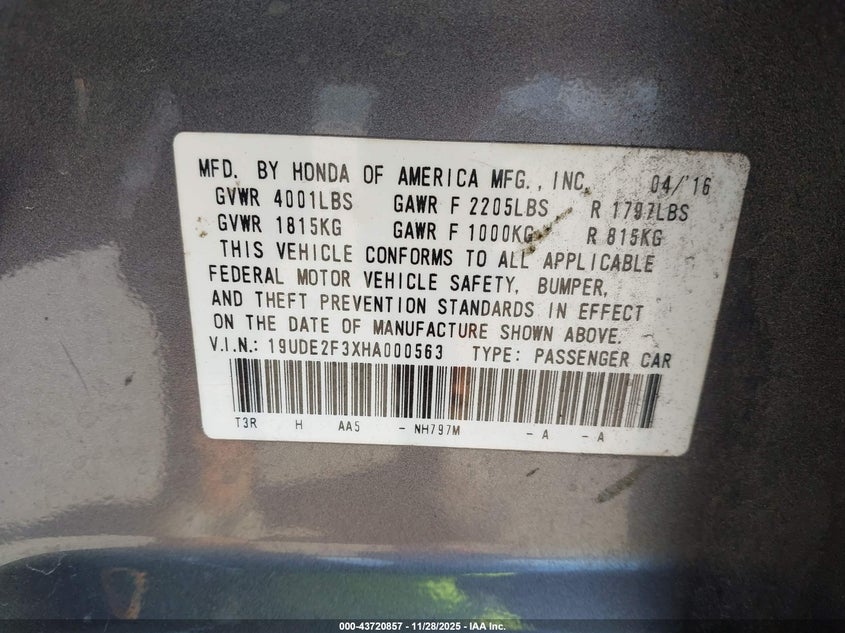 MFD. BY HONDA OF AMERICA MFG., INC. 04/'16
GVWR 4001LBS GAWR F 2205LBS R 1797LBS
GVWR 1815KG GAWR F 1000KG R 815KG
THIS VEHICLE CONFORMS TO ALL APPLICABLE
FEDERAL MOTOR VEHICLE SAFETY, BUMPER,
AND THEFT PREVENTION STANDARDS IN EFFECT
ON THE DATE OF MANUFACTURE SHOWN ABOVE.
V.I.N.: 19UDE2F3XHA000563 TYPE: PASSENGER CAR
T3R H AA5 - NH797M - A - A
000-43720857 - 11/28/2025 - IAA Inc.